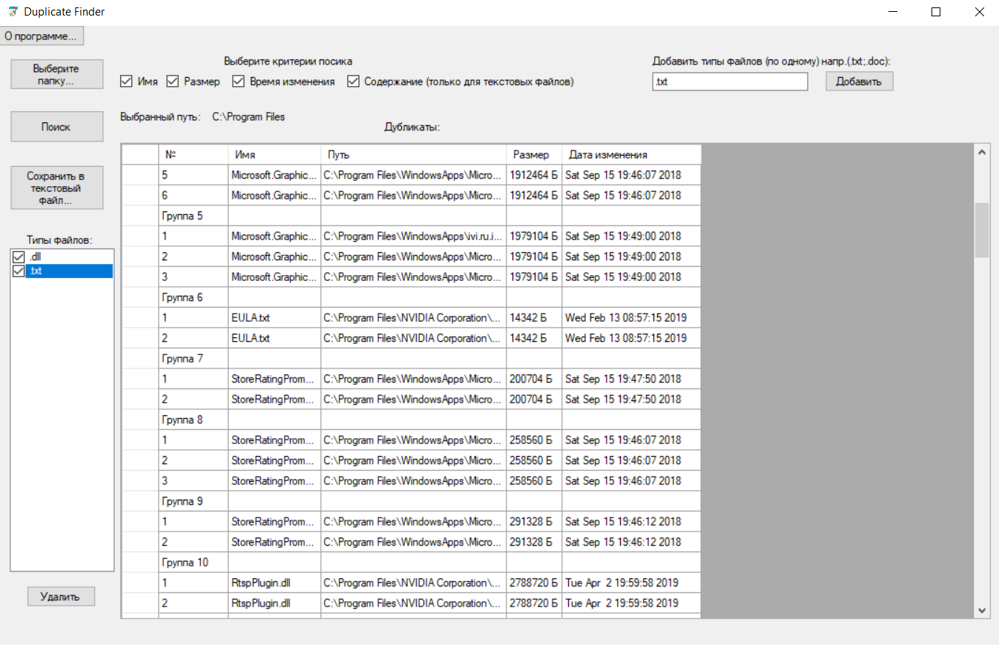 Duplicate Finder
О программе...
Выберите папку...
Выберите критерии посика
Имя Размер Время изменения Содержание (только для текстовых файлов)
Добавить типы файлов (по одному) напр.(.txt;.doc):
.txt Добавить
Поиск
Выбранный путь: C:\Program Files
Дубликаты:
Сохранить в текстовый файл...
Типы файлов:
.dll
.txt
Удалить
№ Имя Путь Размер Дата изменения
5 Microsoft.Graphic... C:\Program Files\WindowsApps\Micro... 1912464 Б Sat Sep 15 19:46:07 2018
6 Microsoft.Graphic... C:\Program Files\WindowsApps\Micro... 1912464 Б Sat Sep 15 19:46:07 2018
Группа 5
1 Microsoft.Graphic... C:\Program Files\WindowsApps\ivi.ru.i... 1979104 Б Sat Sep 15 19:49:00 2018
2 Microsoft.Graphic... C:\Program Files\WindowsApps\Micro... 1979104 Б Sat Sep 15 19:49:00 2018
3 Microsoft.Graphic... C:\Program Files\WindowsApps\Micro... 1979104 Б Sat Sep 15 19:49:00 2018
Группа 6
1 EULA.txt C:\Program Files\NVIDIA Corporation\... 14342 Б Wed Feb 13 08:57:15 2019
2 EULA.txt C:\Program Files\NVIDIA Corporation\... 14342 Б Wed Feb 13 08:57:15 2019
Группа 7
1 StoreRatingProm... C:\Program Files\WindowsApps\Micro... 200704 Б Sat Sep 15 19:47:50 2018
2 StoreRatingProm... C:\Program Files\WindowsApps\Micro... 200704 Б Sat Sep 15 19:47:50 2018
Группа 8
1 StoreRatingProm... C:\Program Files\WindowsApps\Micro... 258560 Б Sat Sep 15 19:46:07 2018
2 StoreRatingProm... C:\Program Files\WindowsApps\Micro... 258560 Б Sat Sep 15 19:46:07 2018
3 StoreRatingProm... C:\Program Files\WindowsApps\Micro... 258560 Б Sat Sep 15 19:46:07 2018
Группа 9
1 StoreRatingProm... C:\Program Files\WindowsApps\Micro... 291328 Б Sat Sep 15 19:46:12 2018
2 StoreRatingProm... C:\Program Files\WindowsApps\Micro... 291328 Б Sat Sep 15 19:46:12 2018
Группа 10
1 RtspPlugin.dll C:\Program Files\NVIDIA Corporation\... 2788720 Б Tue Apr 2 19:59:58 2019
2 RtspPlugin.dll C:\Program Files\NVIDIA Corporation\... 2788720 Б Tue Apr 2 19:59:58 2019